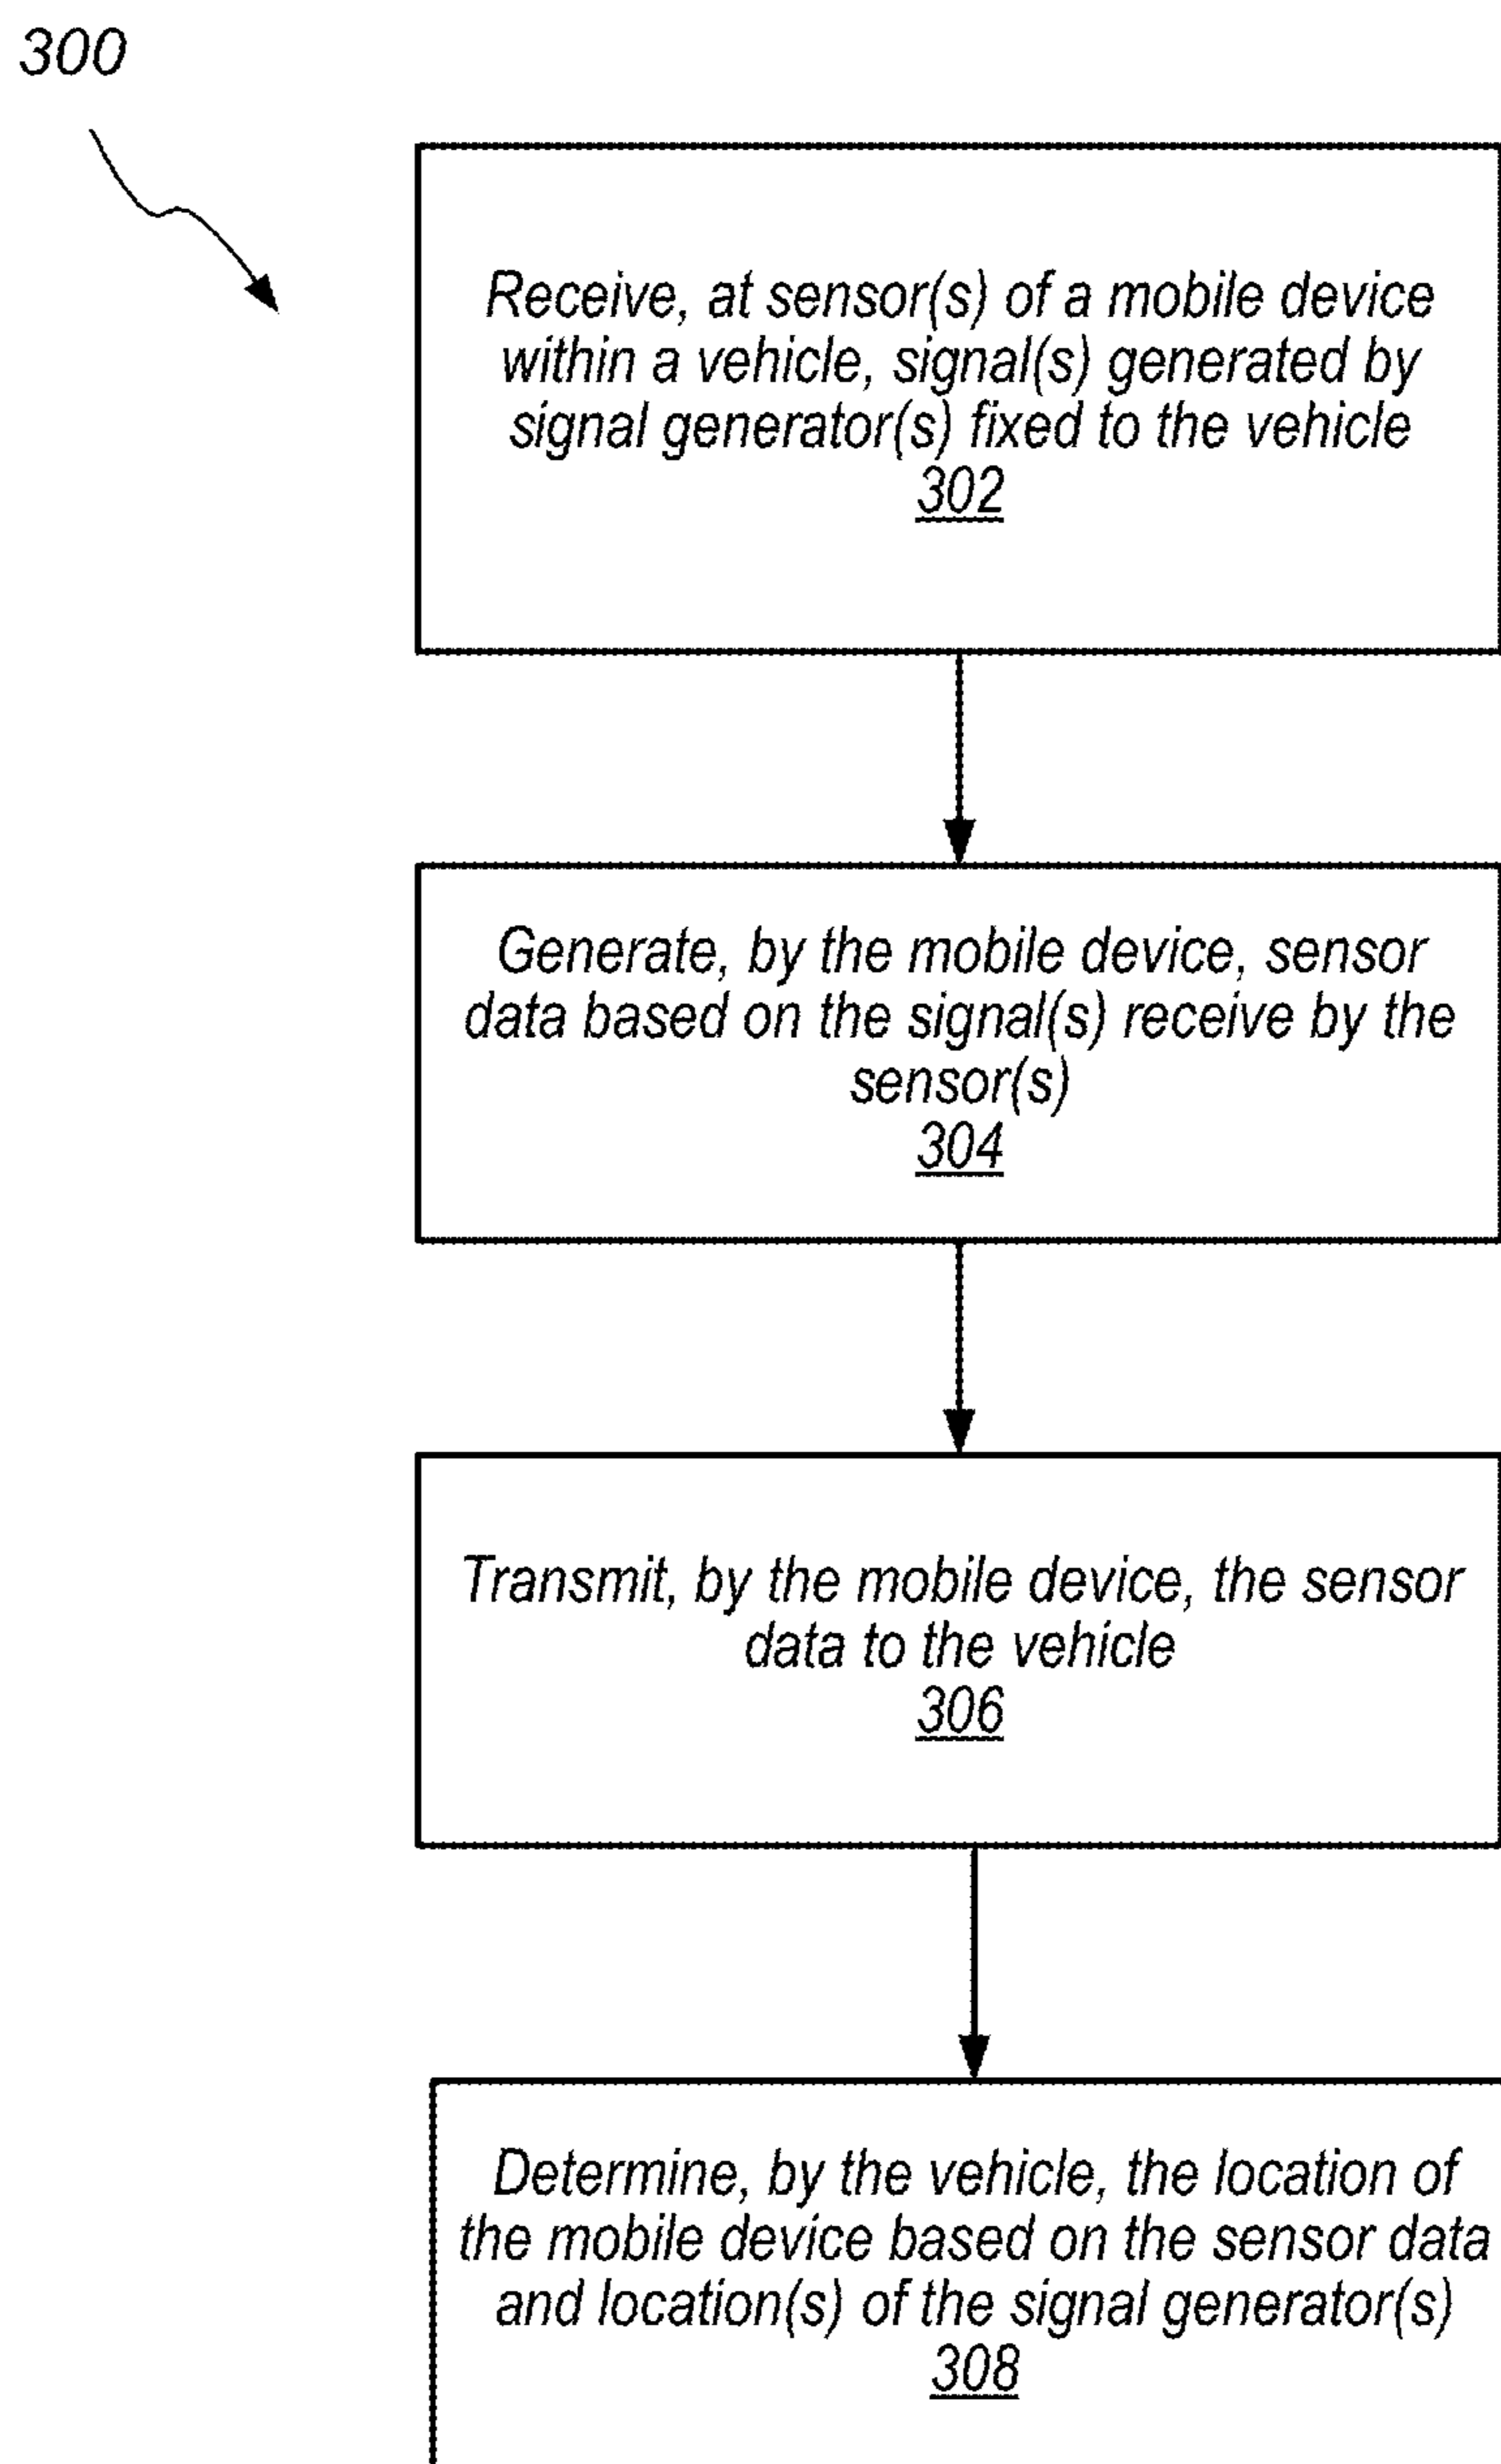 300
Receive, at sensor(s) of a mobile device
within a vehicle, signal(s) generated by
signal generator(s) fixed to the vehicle
302
Generate, by the mobile device, sensor
data based on the signal(s) receive by the
sensor(s)
304
Transmit, by the mobile device, the sensor
data to the vehicle
306
Determine, by the vehicle, the location of
the mobile device based on the sensor data
and location(s) of the signal generator(s)
308